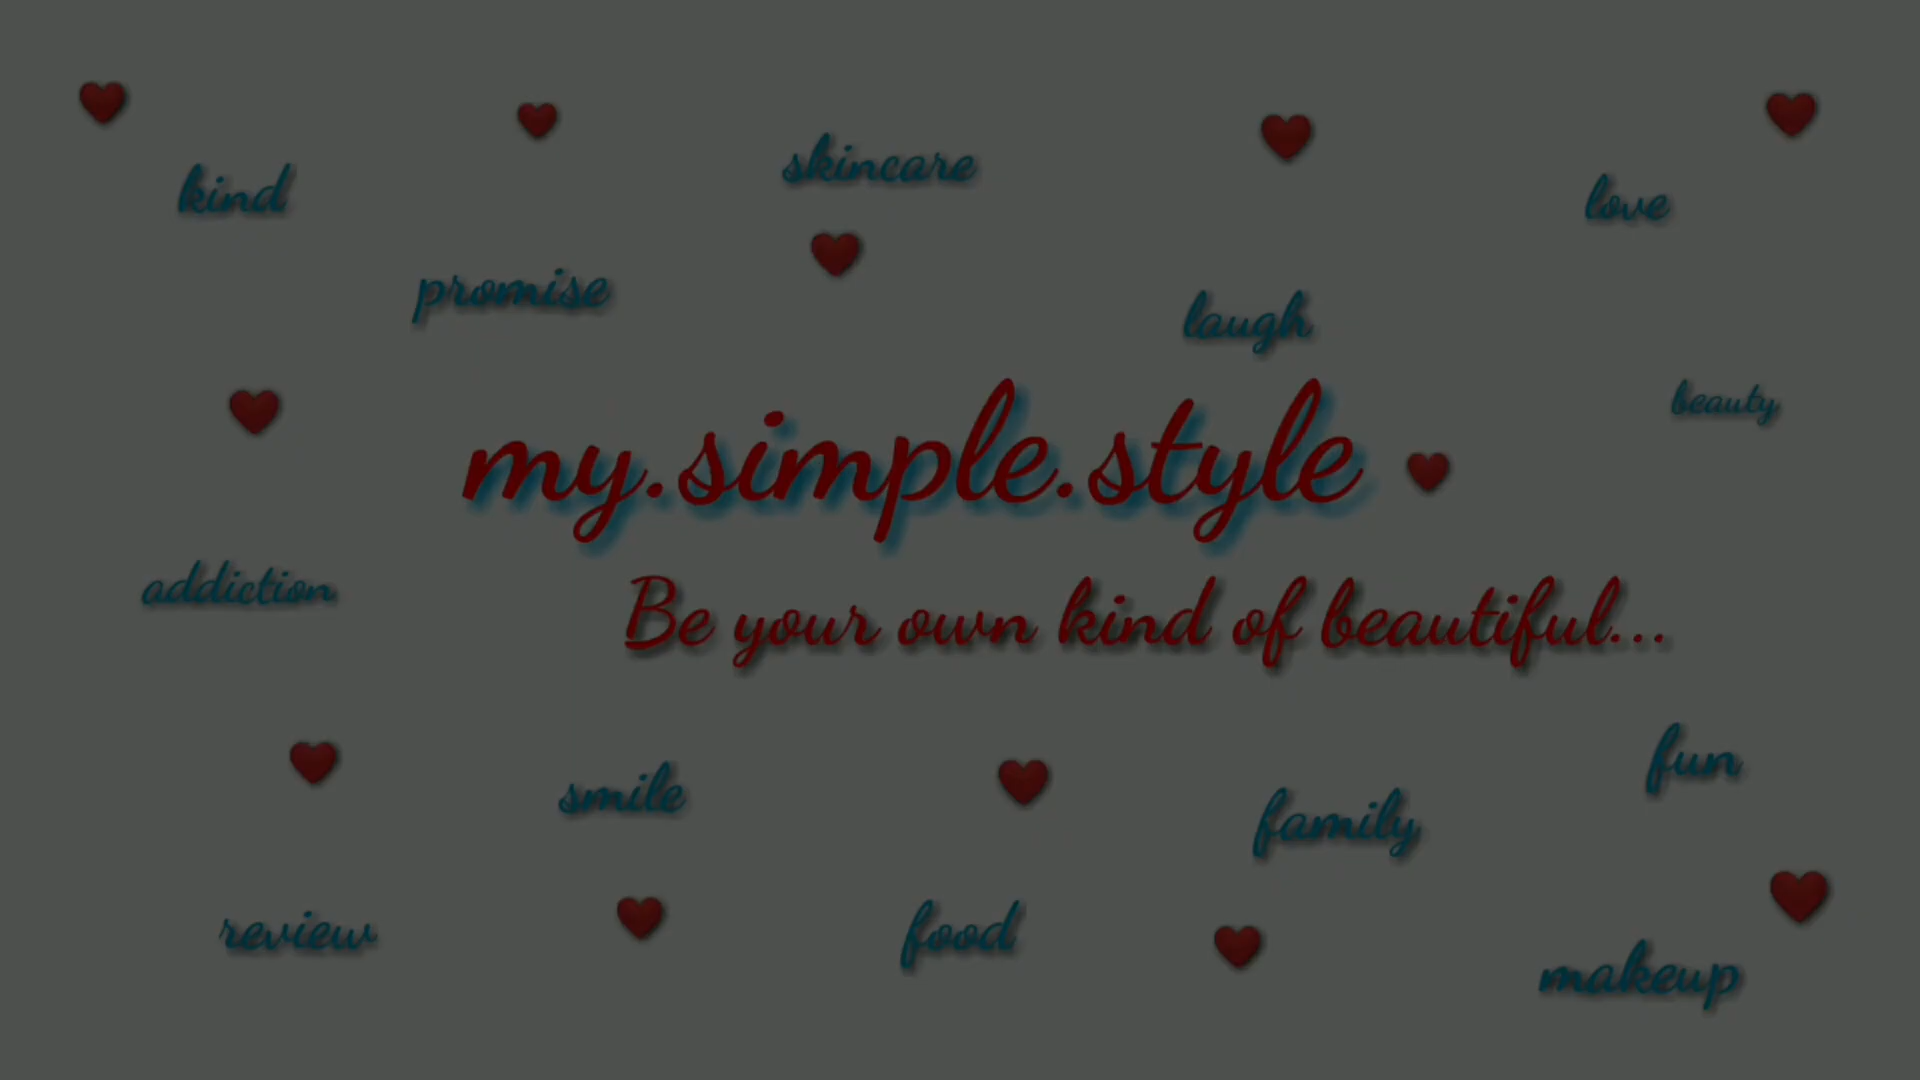 skincare
kind
love
promise
laugh
beauty
my.simple.style
addiction
Be your own kind of beautiful...
fun
smile
family
review
food
makeup